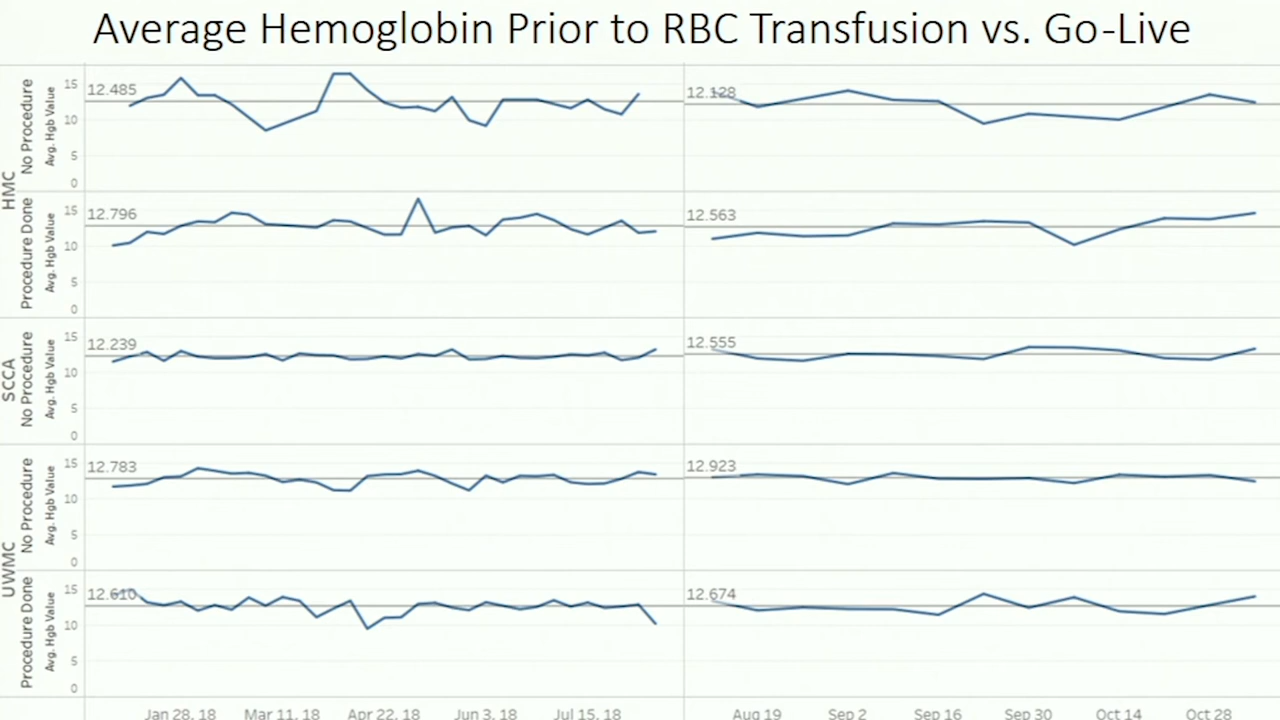 Average Hemoglobin Prior to RBC Transfusion vs. Go-Live
HMC
No Procedure
Avg. Hgb Value
15
10
5
0
12.485
12.128
Procedure Done
Avg. Hgb Value
15
10
5
0
12.796
12.563
SCCA
No Procedure
Avg. Hgb Value
15
10
5
0
12.239
12.555
UWMC
No Procedure
Avg. Hgb Value
15
10
5
0
12.783
12.923
Procedure Done
Avg. Hgb Value
15
10
5
0
12.610
12.674
Jan 28, 18 Mar 11, 18 Apr 22, 18 Jun 3, 18 Jul 15, 18 Aug 19 Sep 2 Sep 16 Sep 30 Oct 14 Oct 28